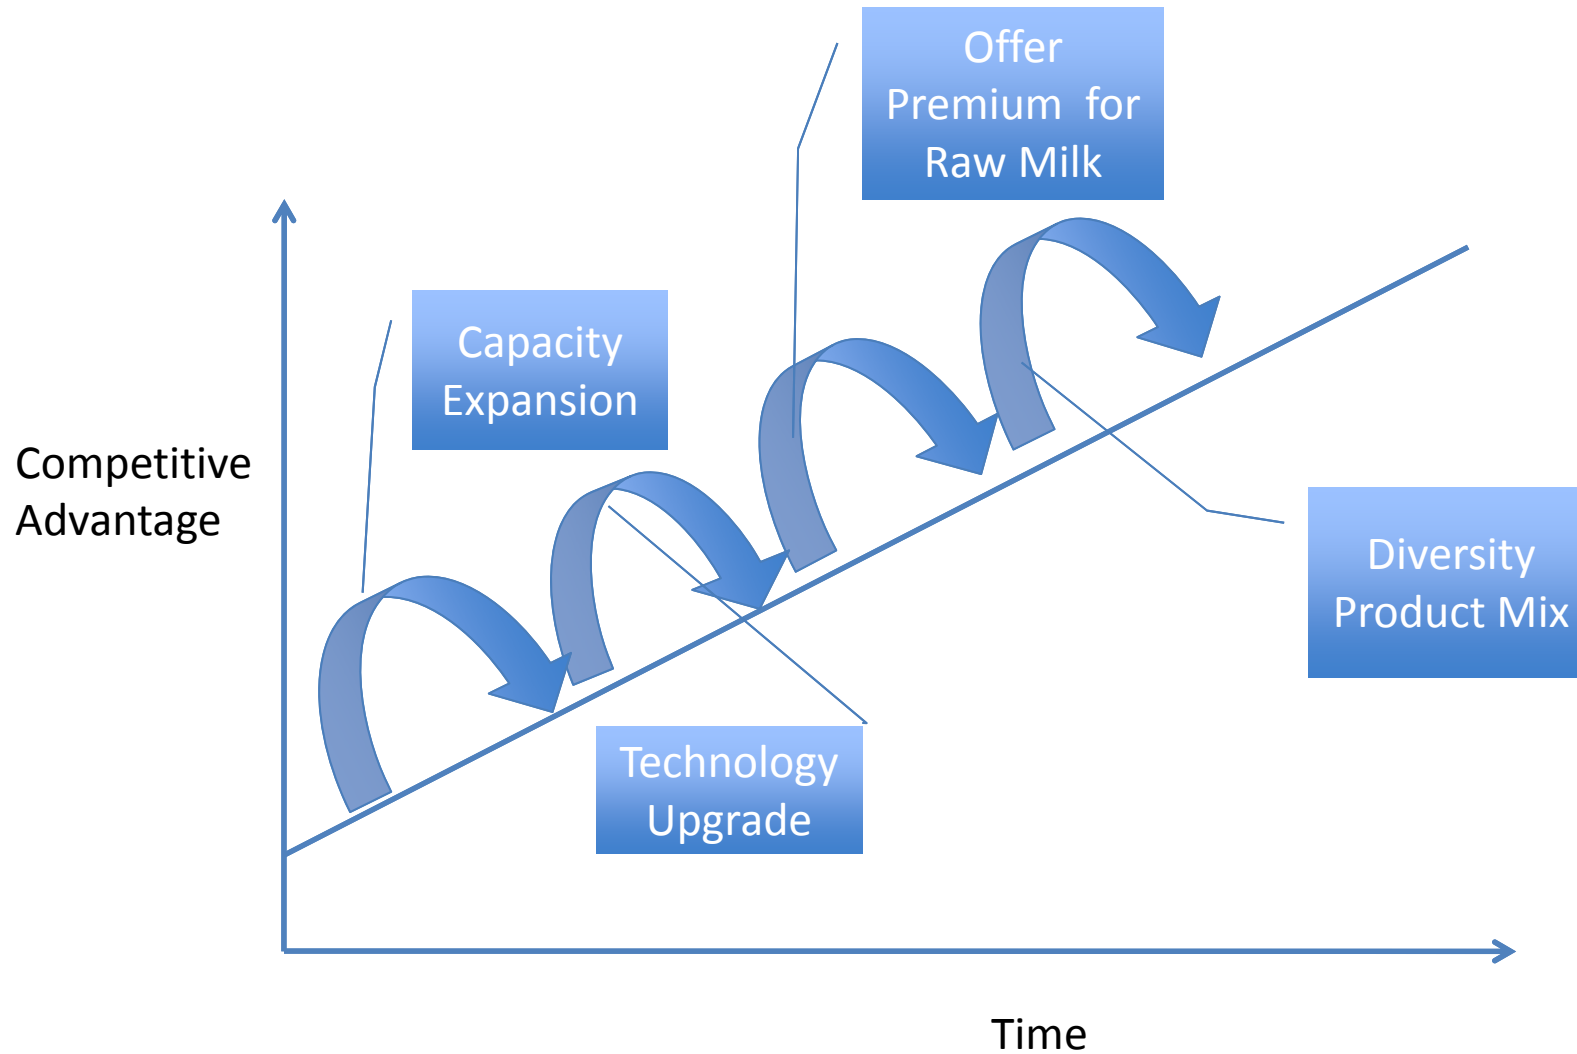 Offer
Premium for
Raw Milk
Capacity
Expansion
Competitive
Advantage
Diversity
Product Mix
Technology
Upgrade
Time